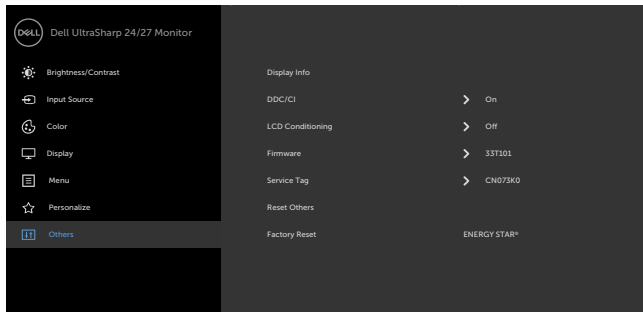 DELL Dell UltraSharp 24/27 Monitor
Brightness/Contrast
Display Info
Input Source
DDC/CI
On
Color
LCD Conditioning
Off
Display
Firmware
33T101
Menu
Service Tag
CN073K0
Personalize
Reset Others
Others
Factory Reset
ENERGY STAR®